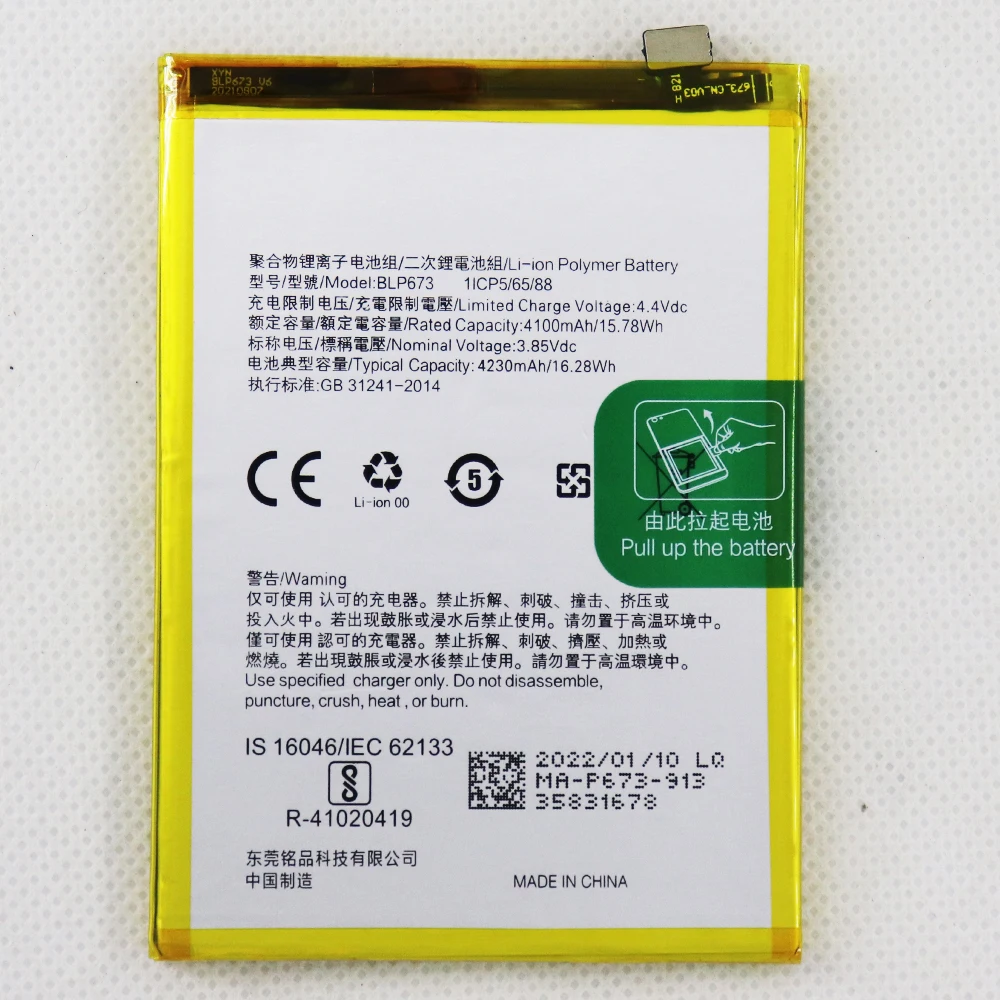 XYN
BLP673 V6
20210807
H 821
673_CN_V03
聚合物锂离子电池组/二次鋰電池組/Li-ion Polymer Battery
型号/型號/Model:BLP673 1ICP5/65/88
充电限制电压/充電限制電壓/Limited Charge Voltage:4.4Vdc
额定容量/額定電容量/Rated Capacity:4100mAh/15.78Wh
标称电压/標稱電壓/Nominal Voltage:3.85Vdc
电池典型容量/Typical Capacity:4230mAh/16.28Wh
执行标准:GB 31241-2014
CE
Li-ion 00
5
由此拉起电池
Pull up the battery
警告/Waming
仅可使用 认可的充电器。禁止拆解、刺破、撞击、挤压或
投入火中。若出现鼓胀或浸水后禁止使用。请勿置于高温环境中。
僅可使用 認可的充電器。禁止拆解、刺破、擠壓、加熱或
燃燒。若出現鼓脹或浸水後禁止使用。請勿置于高溫環境中。
Use specified charger only. Do not disassemble,
puncture, crush, heat , or burn.
IS 16046/IEC 62133
R-41020419
2022/01/10 LQ
MA-P673-913
35831678
东莞铭品科技有限公司
中国制造
MADE IN CHINA